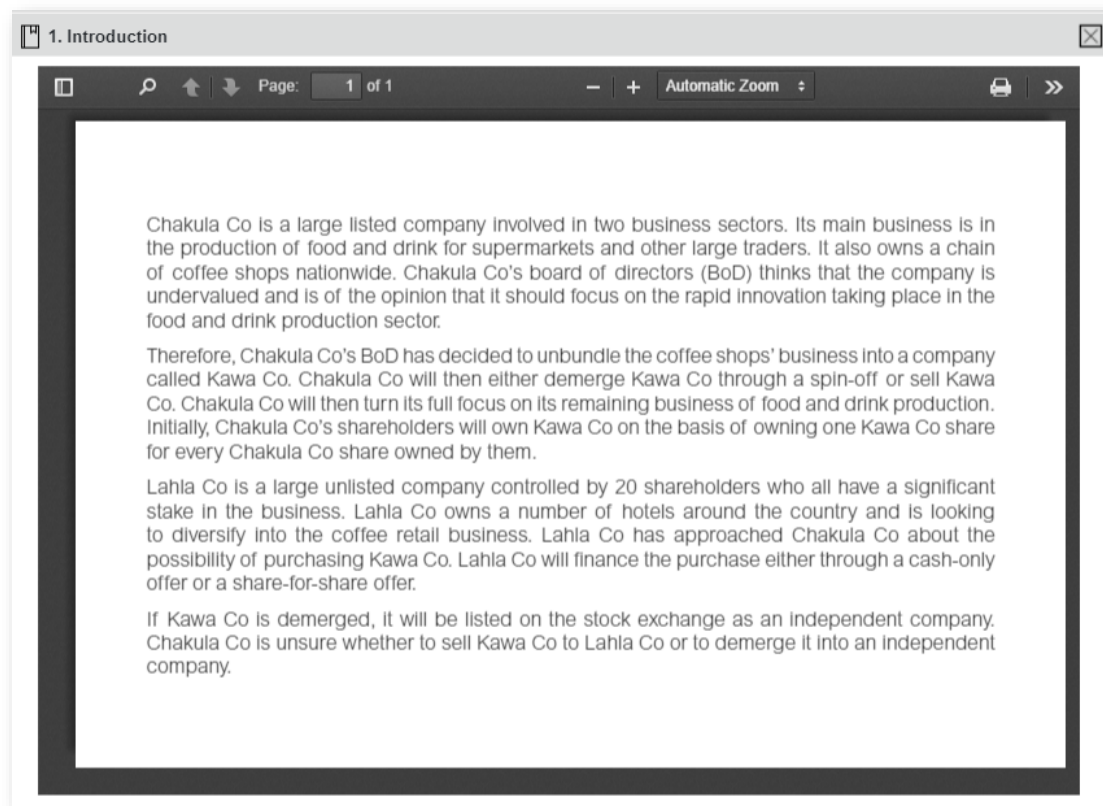 1. Introduction
Page: 1 of 1 Automatic Zoom
Chakula Co is a large listed company involved in two business sectors. Its main business is in
the production of food and drink for supermarkets and other large traders. It also owns a chain
of coffee shops nationwide. Chakula Co's board of directors (BoD) thinks that the company is
undervalued and is of the opinion that it should focus on the rapid innovation taking place in the
food and drink production sector.
Therefore, Chakula Co's BoD has decided to unbundle the coffee shops' business into a company
called Kawa Co. Chakula Co will then either demerge Kawa Co through a spin-off or sell Kawa
Co. Chakula Co will then turn its full focus on its remaining business of food and drink production.
Initially, Chakula Co's shareholders will own Kawa Co on the basis of owning one Kawa Co share
for every Chakula Co share owned by them.
Lahla Co is a large unlisted company controlled by 20 shareholders who all have a significant
stake in the business. Lahla Co owns a number of hotels around the country and is looking
to diversify into the coffee retail business. Lahla Co has approached Chakula Co about the
possibility of purchasing Kawa Co. Lahla Co will finance the purchase either through a cash-only
offer or a share-for-share offer.
If Kawa Co is demerged, it will be listed on the stock exchange as an independent company.
Chakula Co is unsure whether to sell Kawa Co to Lahla Co or to demerge it into an independent
company.